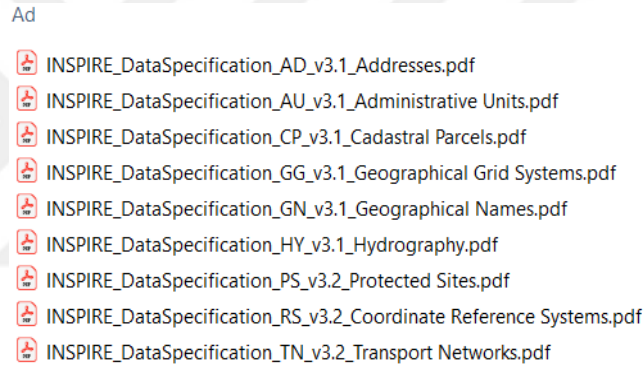 Ad
INSPIRE_DataSpecification_AD_v3.1_Addresses.pdf
INSPIRE_DataSpecification_AU_v3.1_Administrative Units.pdf
INSPIRE_DataSpecification_CP_v3.1_Cadastral Parcels.pdf
INSPIRE_DataSpecification_GG_v3.1_Geographical Grid Systems.pdf
INSPIRE_DataSpecification_GN_v3.1_Geographical Names.pdf
INSPIRE_DataSpecification_HY_v3.1_Hydrography.pdf
INSPIRE_DataSpecification_PS_v3.2_Protected Sites.pdf
INSPIRE_DataSpecification_RS_v3.2_Coordinate Reference Systems.pdf
INSPIRE_DataSpecification_TN_v3.2_Transport Networks.pdf